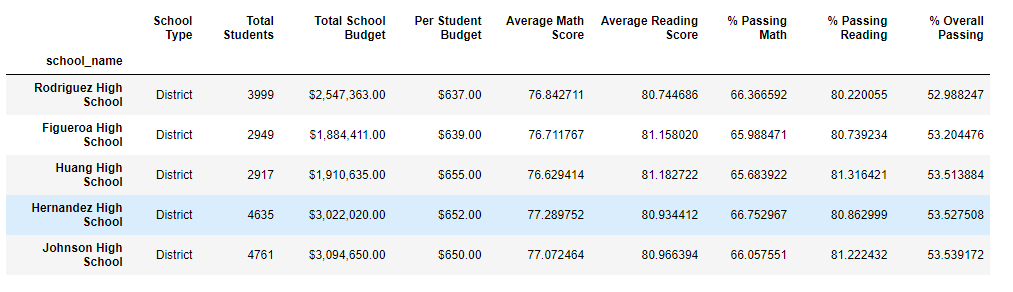 School Type Total Students Total School Budget Per Student Budget Average Math Score Average Reading Score % Passing Math % Passing Reading % Overall Passing
school_name
Rodriguez High School District 3999 $2,547,363.00 $637.00 76.842711 80.744686 66.366592 80.220055 52.988247
Figueroa High School District 2949 $1,884,411.00 $639.00 76.711767 81.158020 65.988471 80.739234 53.204476
Huang High School District 2917 $1,910,635.00 $655.00 76.629414 81.182722 65.683922 81.316421 53.513884
Hernandez High School District 4635 $3,022,020.00 $652.00 77.289752 80.934412 66.752967 80.862999 53.527508
Johnson High School District 4761 $3,094,650.00 $650.00 77.072464 80.966394 66.057551 81.222432 53.539172